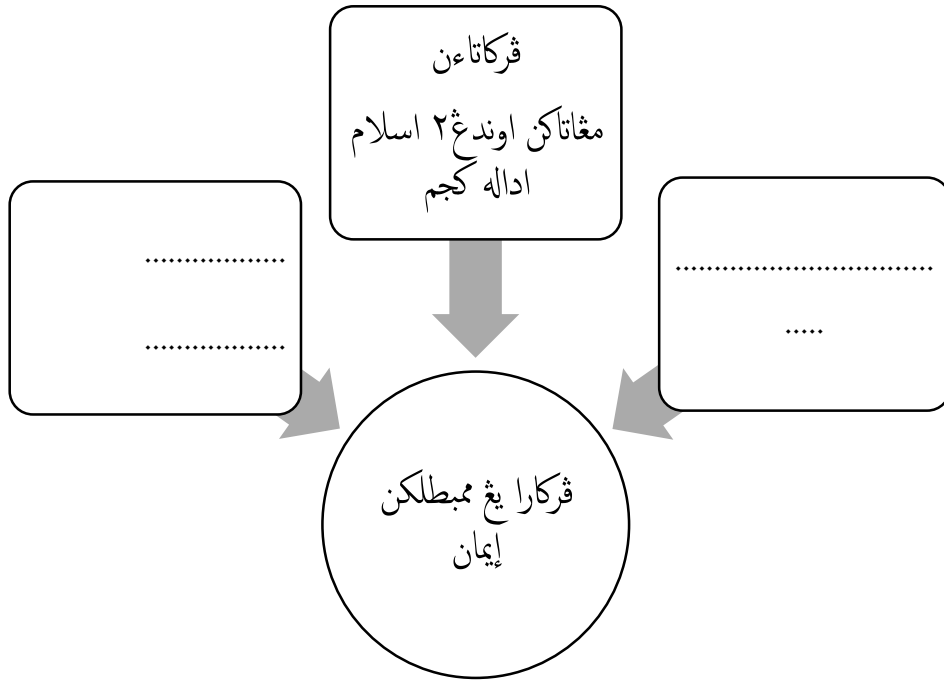 ڤرکاتاءن
مڠاتاکن اوندڠ٢ اسلام
اداله کجم
.................................
.....
..................
..................
ڤرکارا يڠ ممبطلکن
إيمان